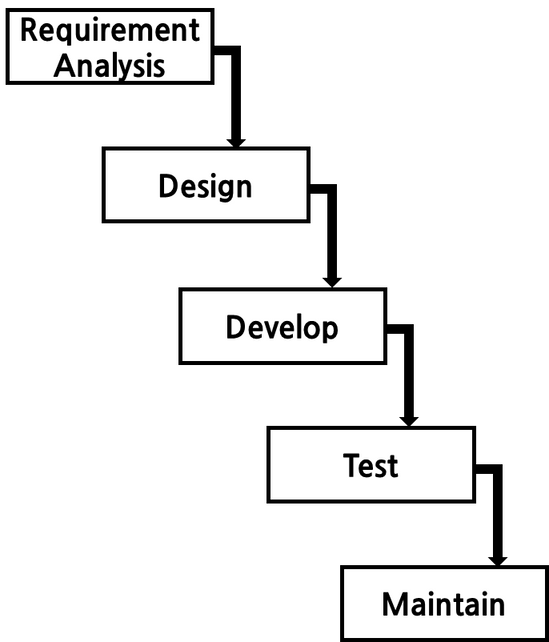 Requirement
Analysis
Design
Develop
Test
Maintain